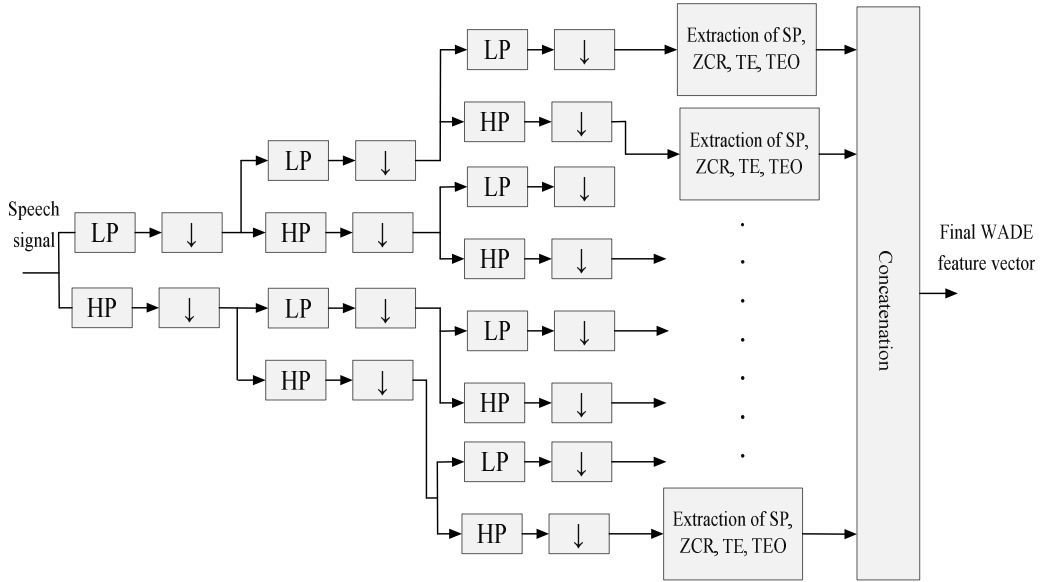 LP
↓
Extraction of SP,
ZCR, TE, TEO
HP
↓
Extraction of SP,
ZCR, TE, TEO
LP
↓
LP
↓
Speech
signal
LP
↓
HP
↓
HP
↓
Final WADE
feature vector
Concatenation
HP
↓
LP
↓
LP
↓
HP
↓
HP
↓
LP
↓
HP
↓
Extraction of SP,
ZCR, TE, TEO